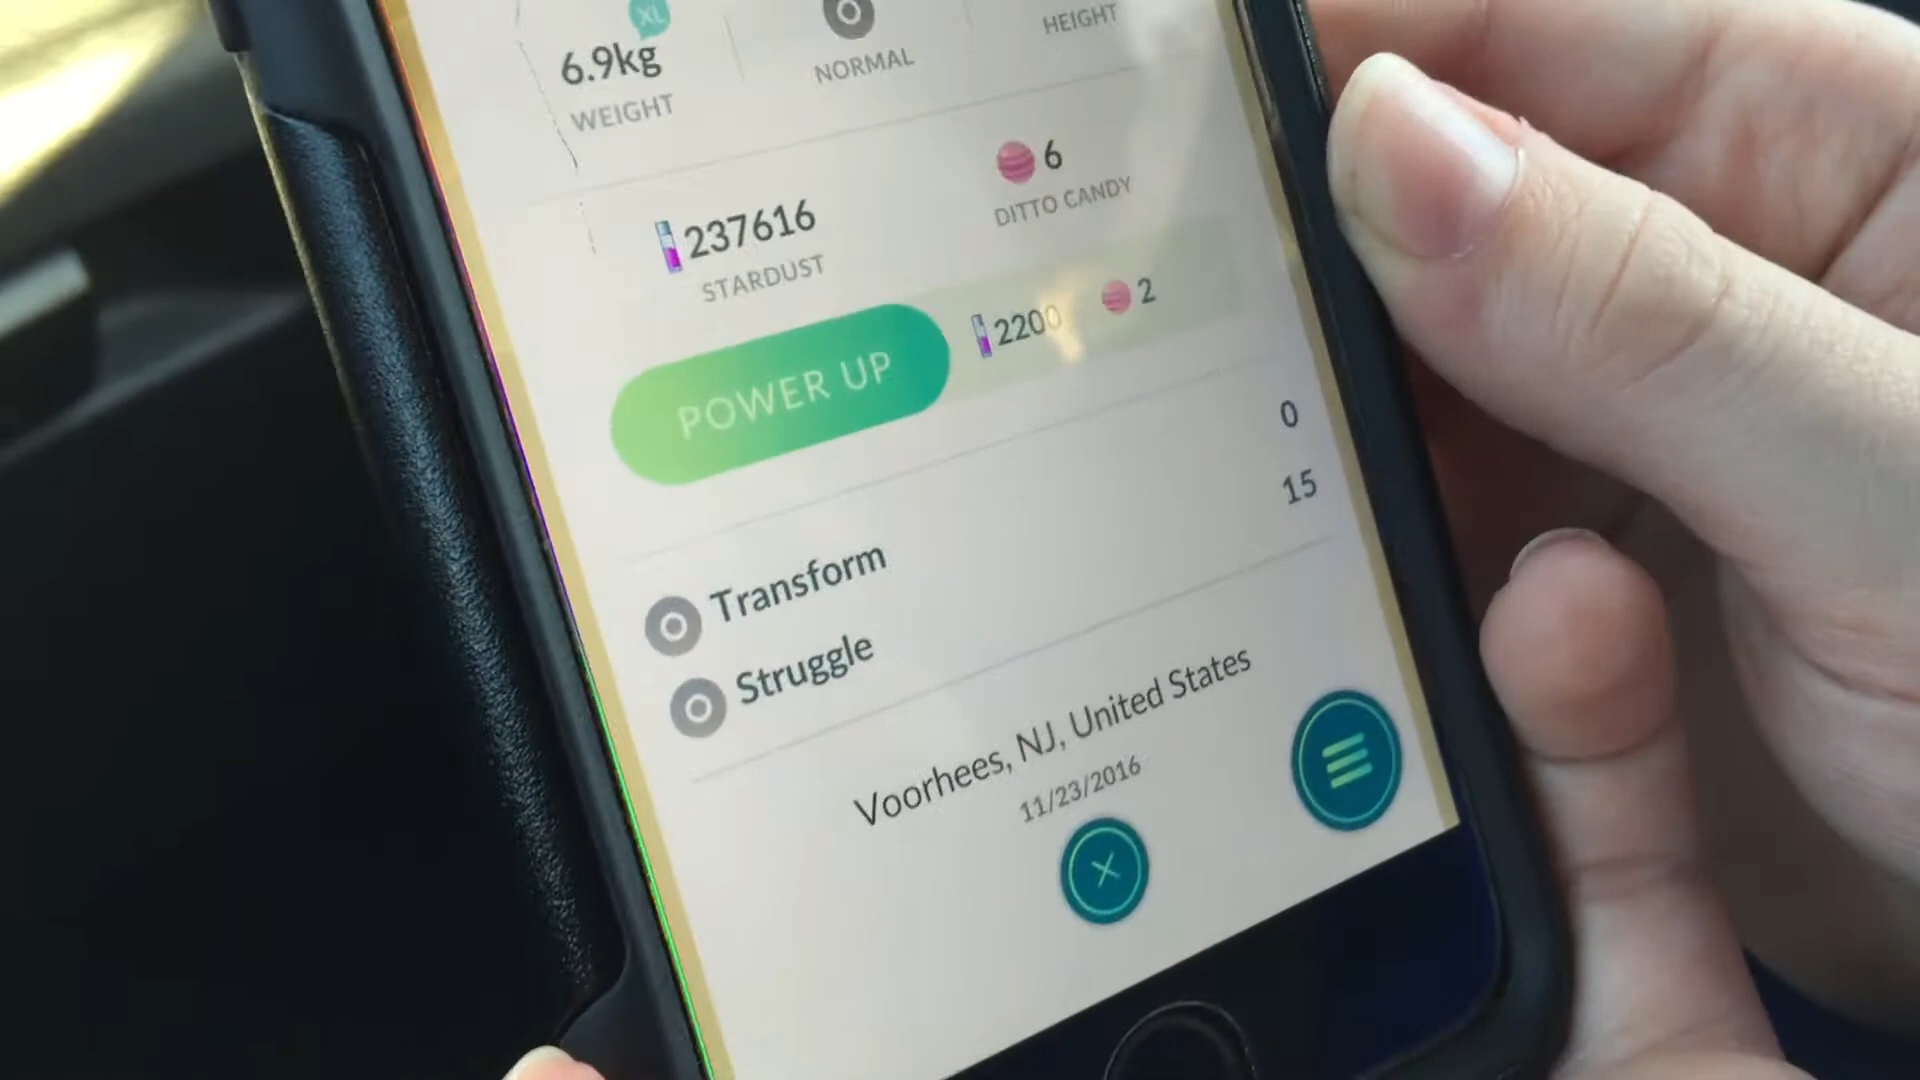 XL
6.9kg
WEIGHT
NORMAL
HEIGHT
237616
STARDUST
6
DITTO CANDY
POWER UP
2200
2
Transform
0
Struggle
15
Voorhees, NJ, United States
11/23/2016